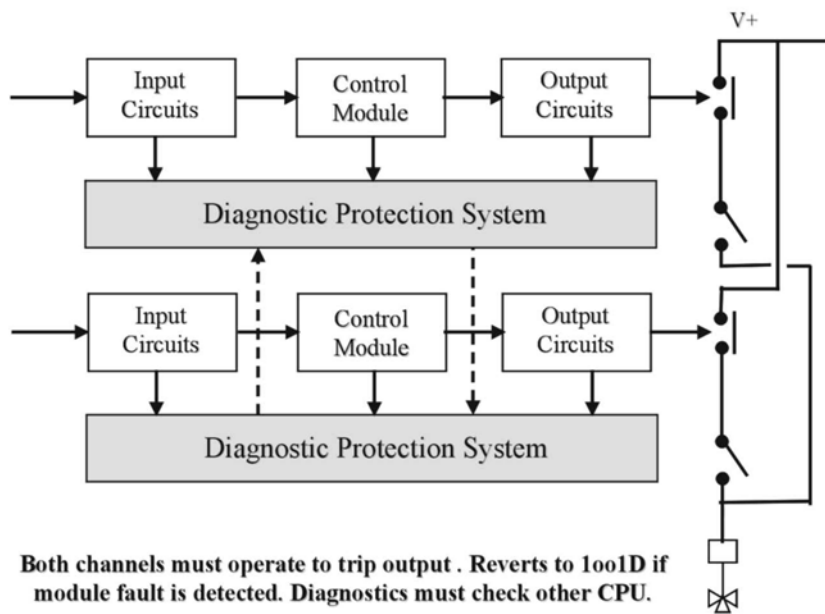 V+
Input
Circuits
Control
Module
Output
Circuits
Diagnostic Protection System
Input
Circuits
Control
Module
Output
Circuits
Diagnostic Protection System
Both channels must operate to trip output . Reverts to 1oo1D if
module fault is detected. Diagnostics must check other CPU.